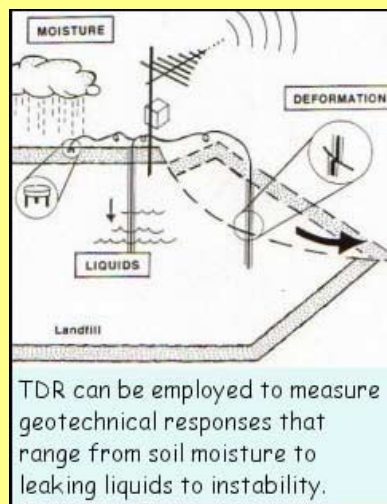 MOISTURE
DEFORMATION
LIQUIDS
Landfill
TDR can be employed to measure
geotechnical responses that
range from soil moisture to
leaking liquids to instability.